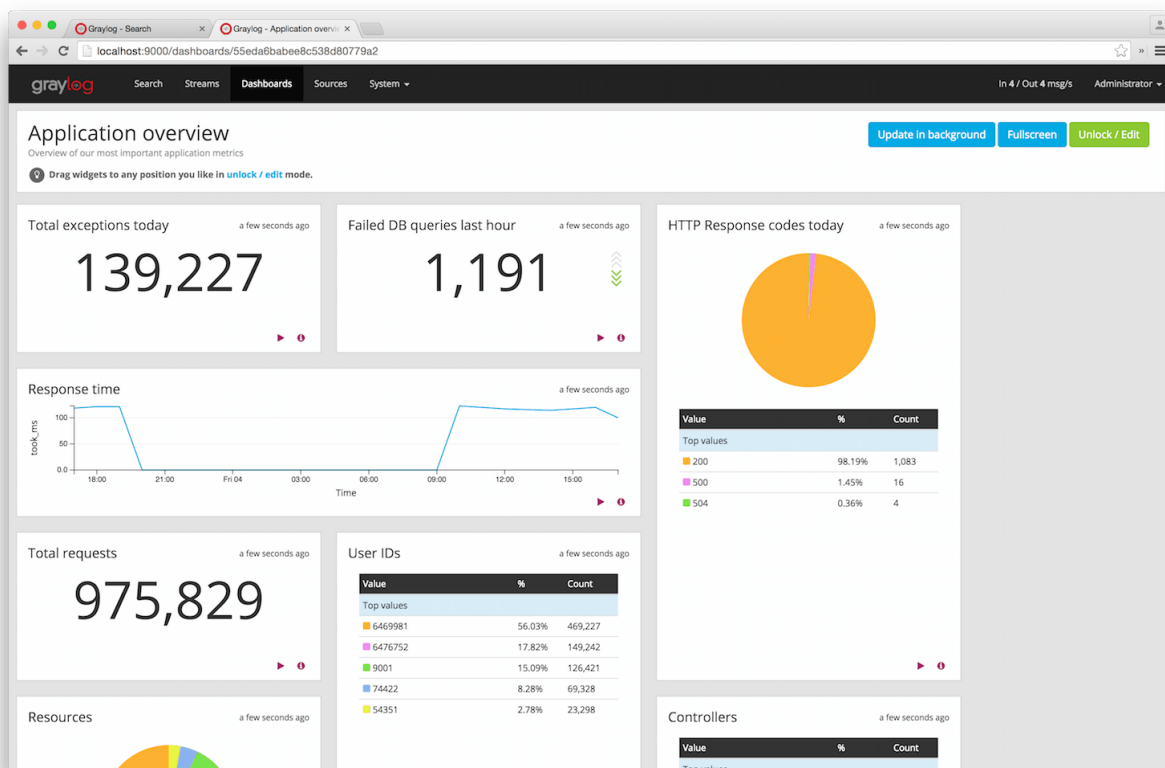 Graylog - Search ×
Graylog - Application overvie ×
localhost:9000/dashboards/55eda6babee8c538d80779a2
graylog Search Streams Dashboards Sources System In 4 / Out 4 msg/s Administrator
Application overview
Overview of our most important application metrics
Drag widgets to any position you like in unlock / edit mode.
Update in background Fullscreen Unlock / Edit
Total exceptions today a few seconds ago
139,227
Failed DB queries last hour a few seconds ago
1,191
HTTP Response codes today a few seconds ago
Value % Count
Top values
200 98.19% 1,083
500 1.45% 16
504 0.36% 4
Response time a few seconds ago
took_ms
100
50
0.0
18:00 21:00 Fri 04 03:00 06:00 09:00 12:00 15:00
Time
Total requests a few seconds ago
975,829
User IDs a few seconds ago
Value % Count
Top values
6469981 56.03% 469,227
6476752 17.82% 149,242
9001 15.09% 126,421
74422 8.28% 69,328
54351 2.78% 23,298
Resources a few seconds ago
Controllers a few seconds ago
Value % Count